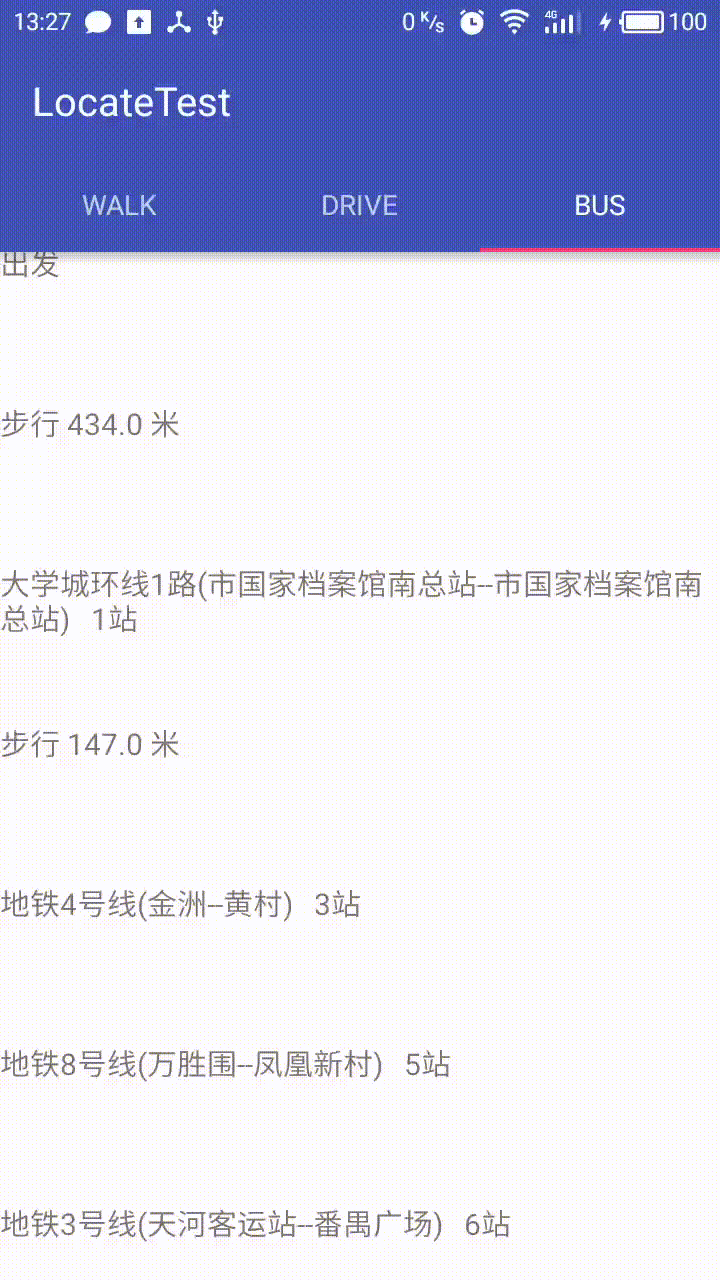 13:27 0 K/s 4G 100
LocateTest
WALK DRIVE BUS
出发
步行 434.0 米
大学城环线1路(市国家档案馆南总站--市国家档案馆南
总站) 1站
步行 147.0 米
地铁4号线(金洲--黄村) 3站
地铁8号线(万胜围--凤凰新村) 5站
地铁3号线(天河客运站--番禺广场) 6站